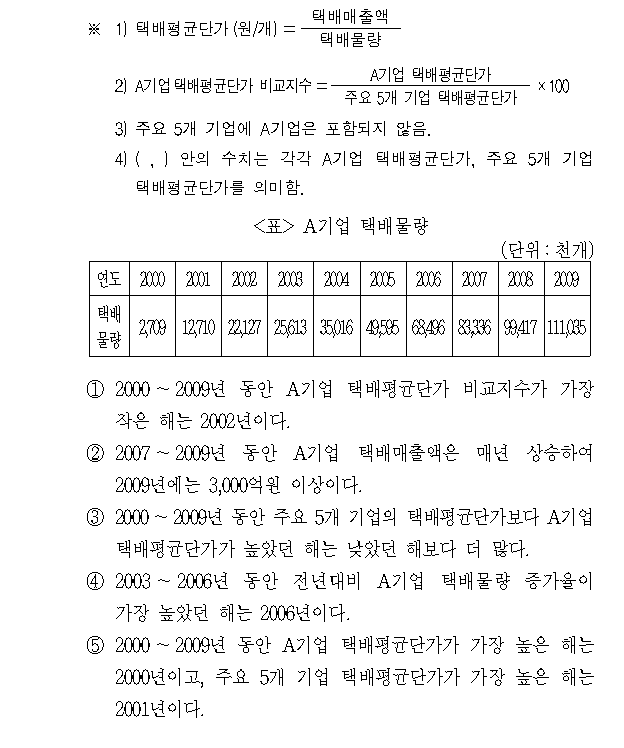 ※ 1) 택배평균단가(원/개) = 택배매출액 / 택배물량
2) A기업택배평균단가 비교지수 = A기업 택배평균단가 / 주요 5개 기업 택배평균단가 × 100
3) 주요 5개 기업에 A기업은 포함되지 않음.
4) ( , ) 안의 수치는 각각 A기업 택배평균단가, 주요 5개 기업
택배평균단가를 의미함.
<표> A기업 택배물량
(단위 : 천개)
연도 2000 2001 2002 2003 2004 2005 2006 2007 2008 2009
택배물량 2,709 12,710 22,127 25,613 35,016 49,595 68,496 83,336 99,417 111,035
① 2000 ~ 2009년 동안 A기업 택배평균단가 비교지수가 가장
작은 해는 2002년이다.
② 2007 ~ 2009년 동안 A기업 택배매출액은 매년 상승하여
2009년에는 3,000억원 이상이다.
③ 2000 ~ 2009년 동안 주요 5개 기업의 택배평균단가보다 A기업
택배평균단가가 높았던 해는 낮았던 해보다 더 많다.
④ 2003 ~ 2006년 동안 전년대비 A기업 택배물량 증가율이
가장 높았던 해는 2006년이다.
⑤ 2000 ~ 2009년 동안 A기업 택배평균단가가 가장 높은 해는
2000년이고, 주요 5개 기업 택배평균단가가 가장 높은 해는
2001년이다.